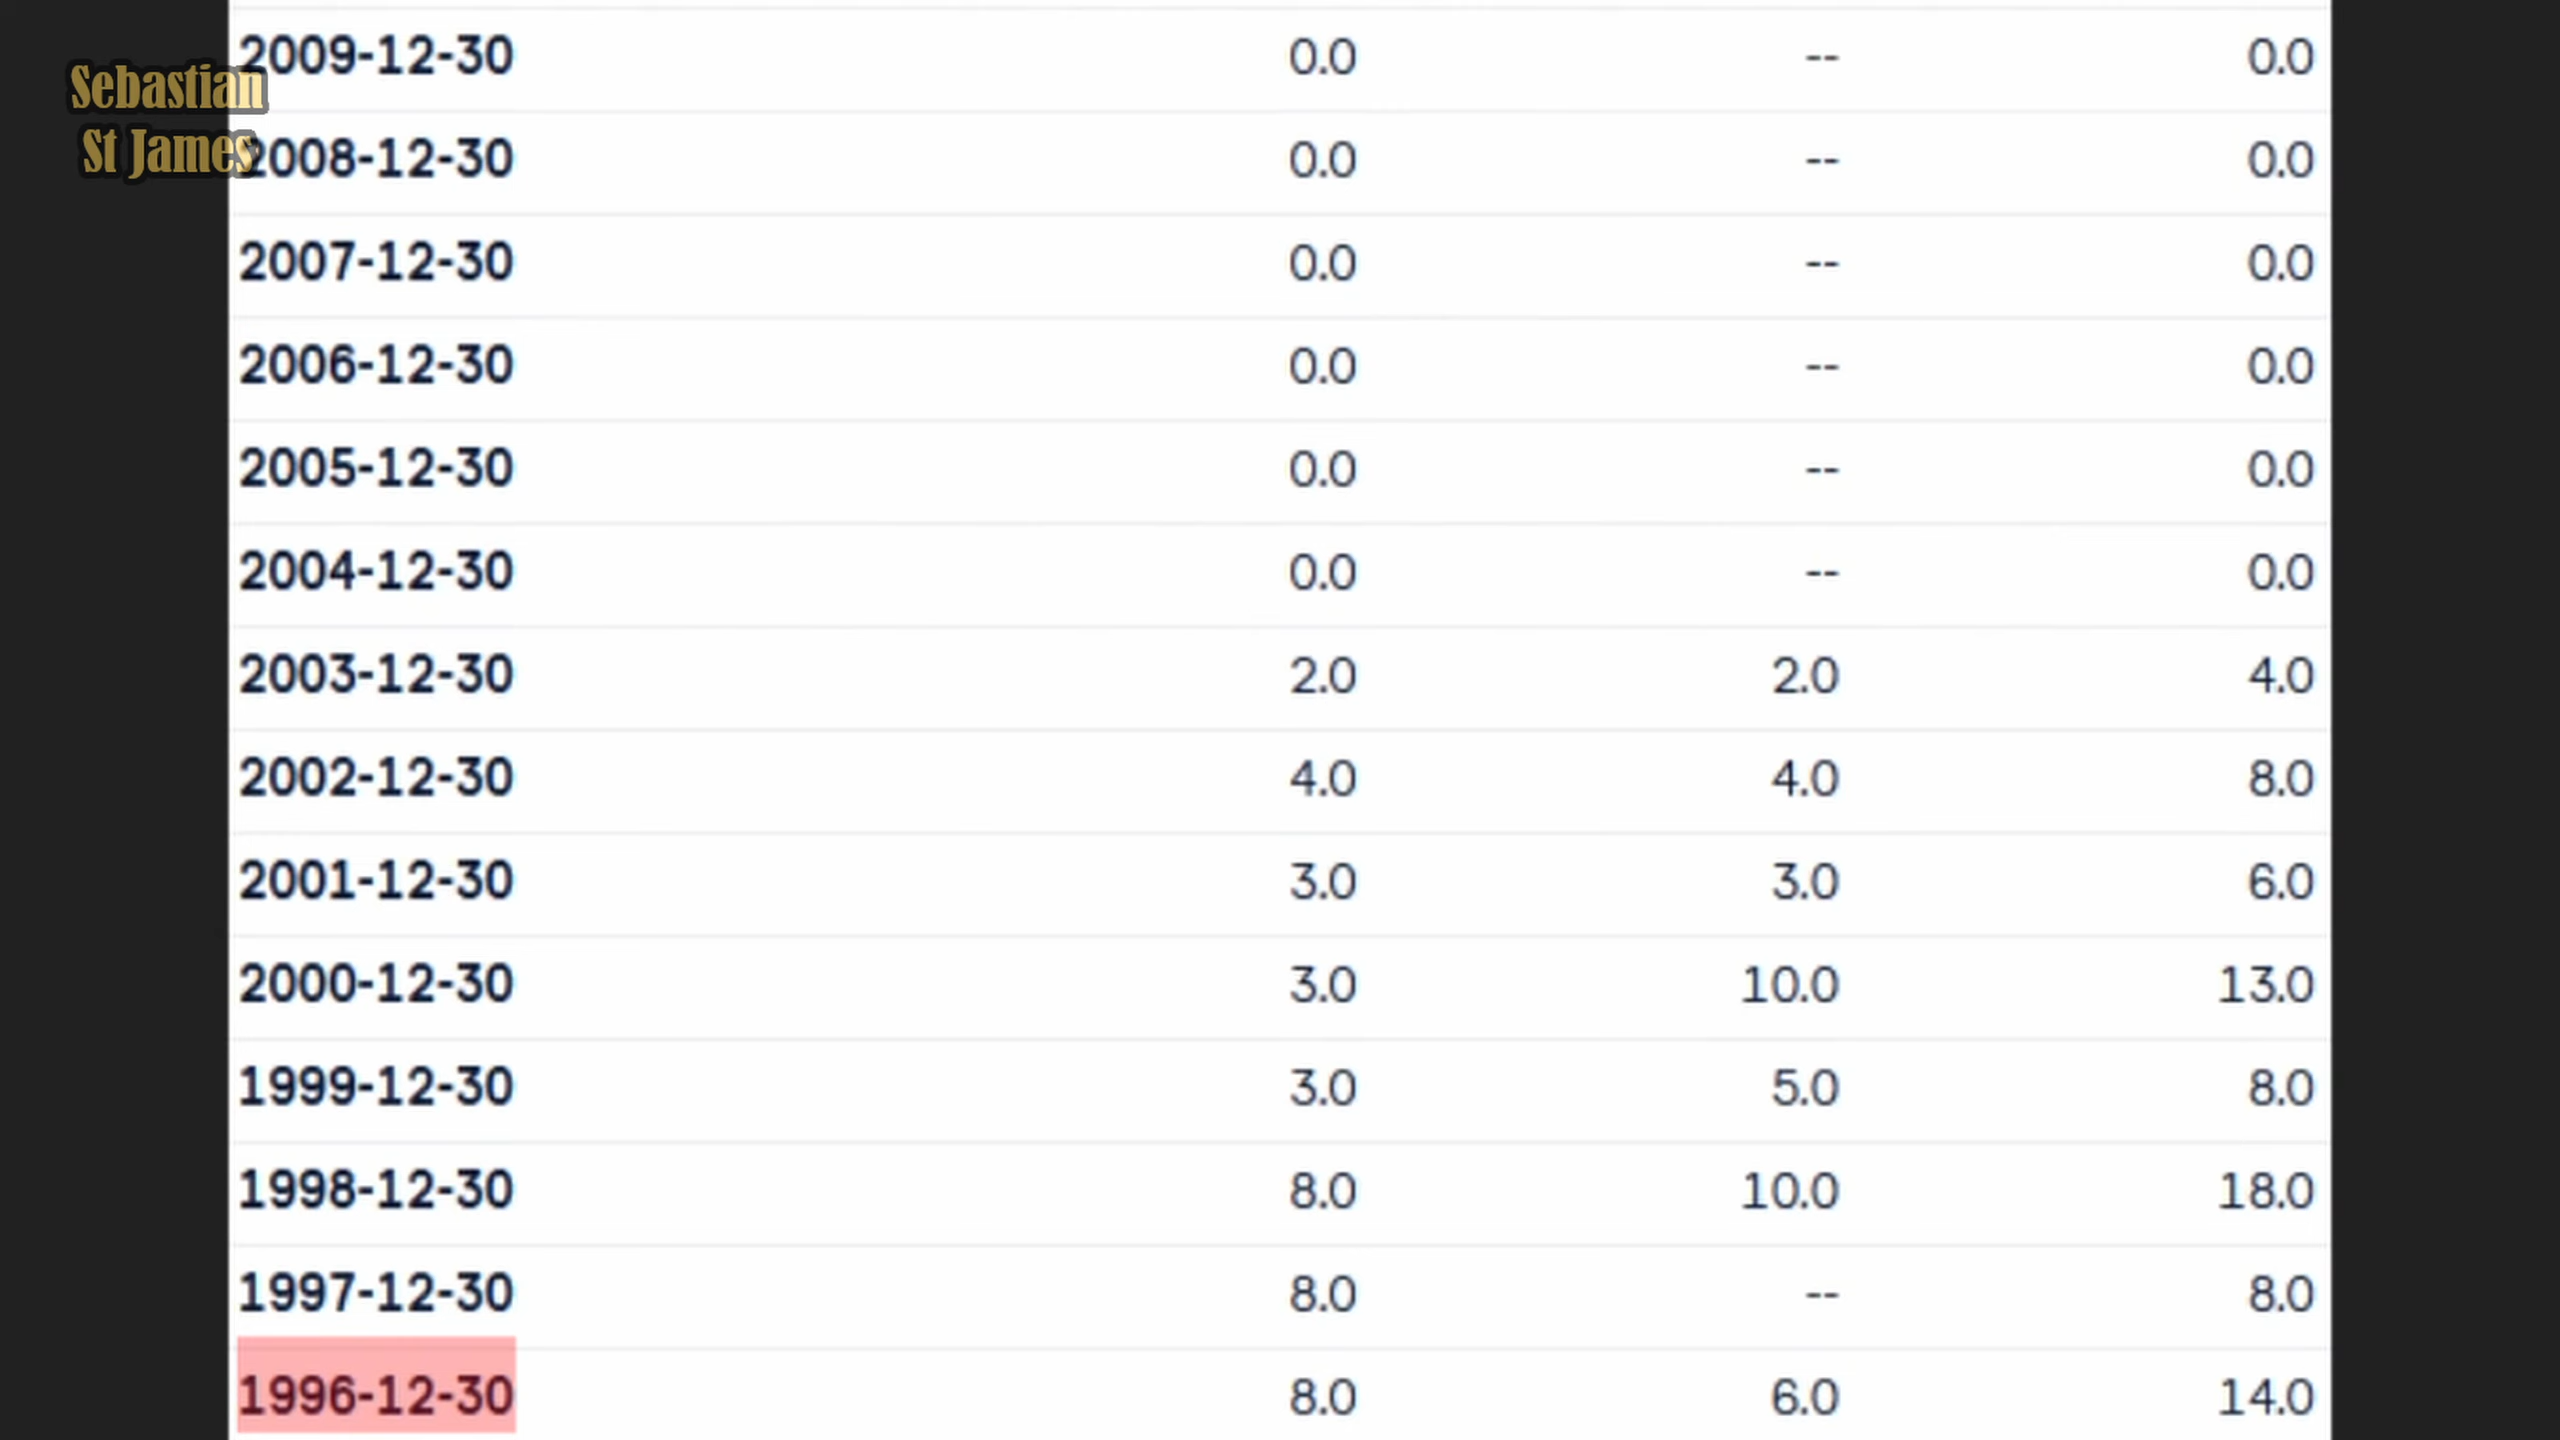 Sebastian
St James
2009-12-30 0.0 -- 0.0
2008-12-30 0.0 -- 0.0
2007-12-30 0.0 -- 0.0
2006-12-30 0.0 -- 0.0
2005-12-30 0.0 -- 0.0
2004-12-30 0.0 -- 0.0
2003-12-30 2.0 2.0 4.0
2002-12-30 4.0 4.0 8.0
2001-12-30 3.0 3.0 6.0
2000-12-30 3.0 10.0 13.0
1999-12-30 3.0 5.0 8.0
1998-12-30 8.0 10.0 18.0
1997-12-30 8.0 -- 8.0
1996-12-30 8.0 6.0 14.0